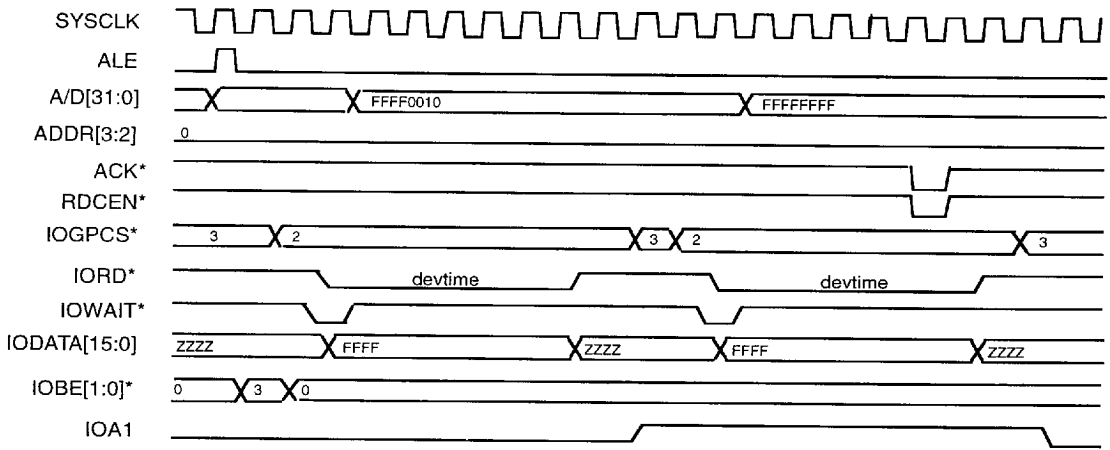 SYSCLK
ALE
A/D[31:0] FFFF0010 FFFFFFFF
ADDR[3:2] 0
ACK*
RDCEN*
IOGPCS* 3 2 3 2 3
IORD* devtime devtime
IOWAIT*
IODATA[15:0] ZZZZ FFFF ZZZZ FFFF ZZZZ
IOBE[1:0]* 0 3 0
IOA1